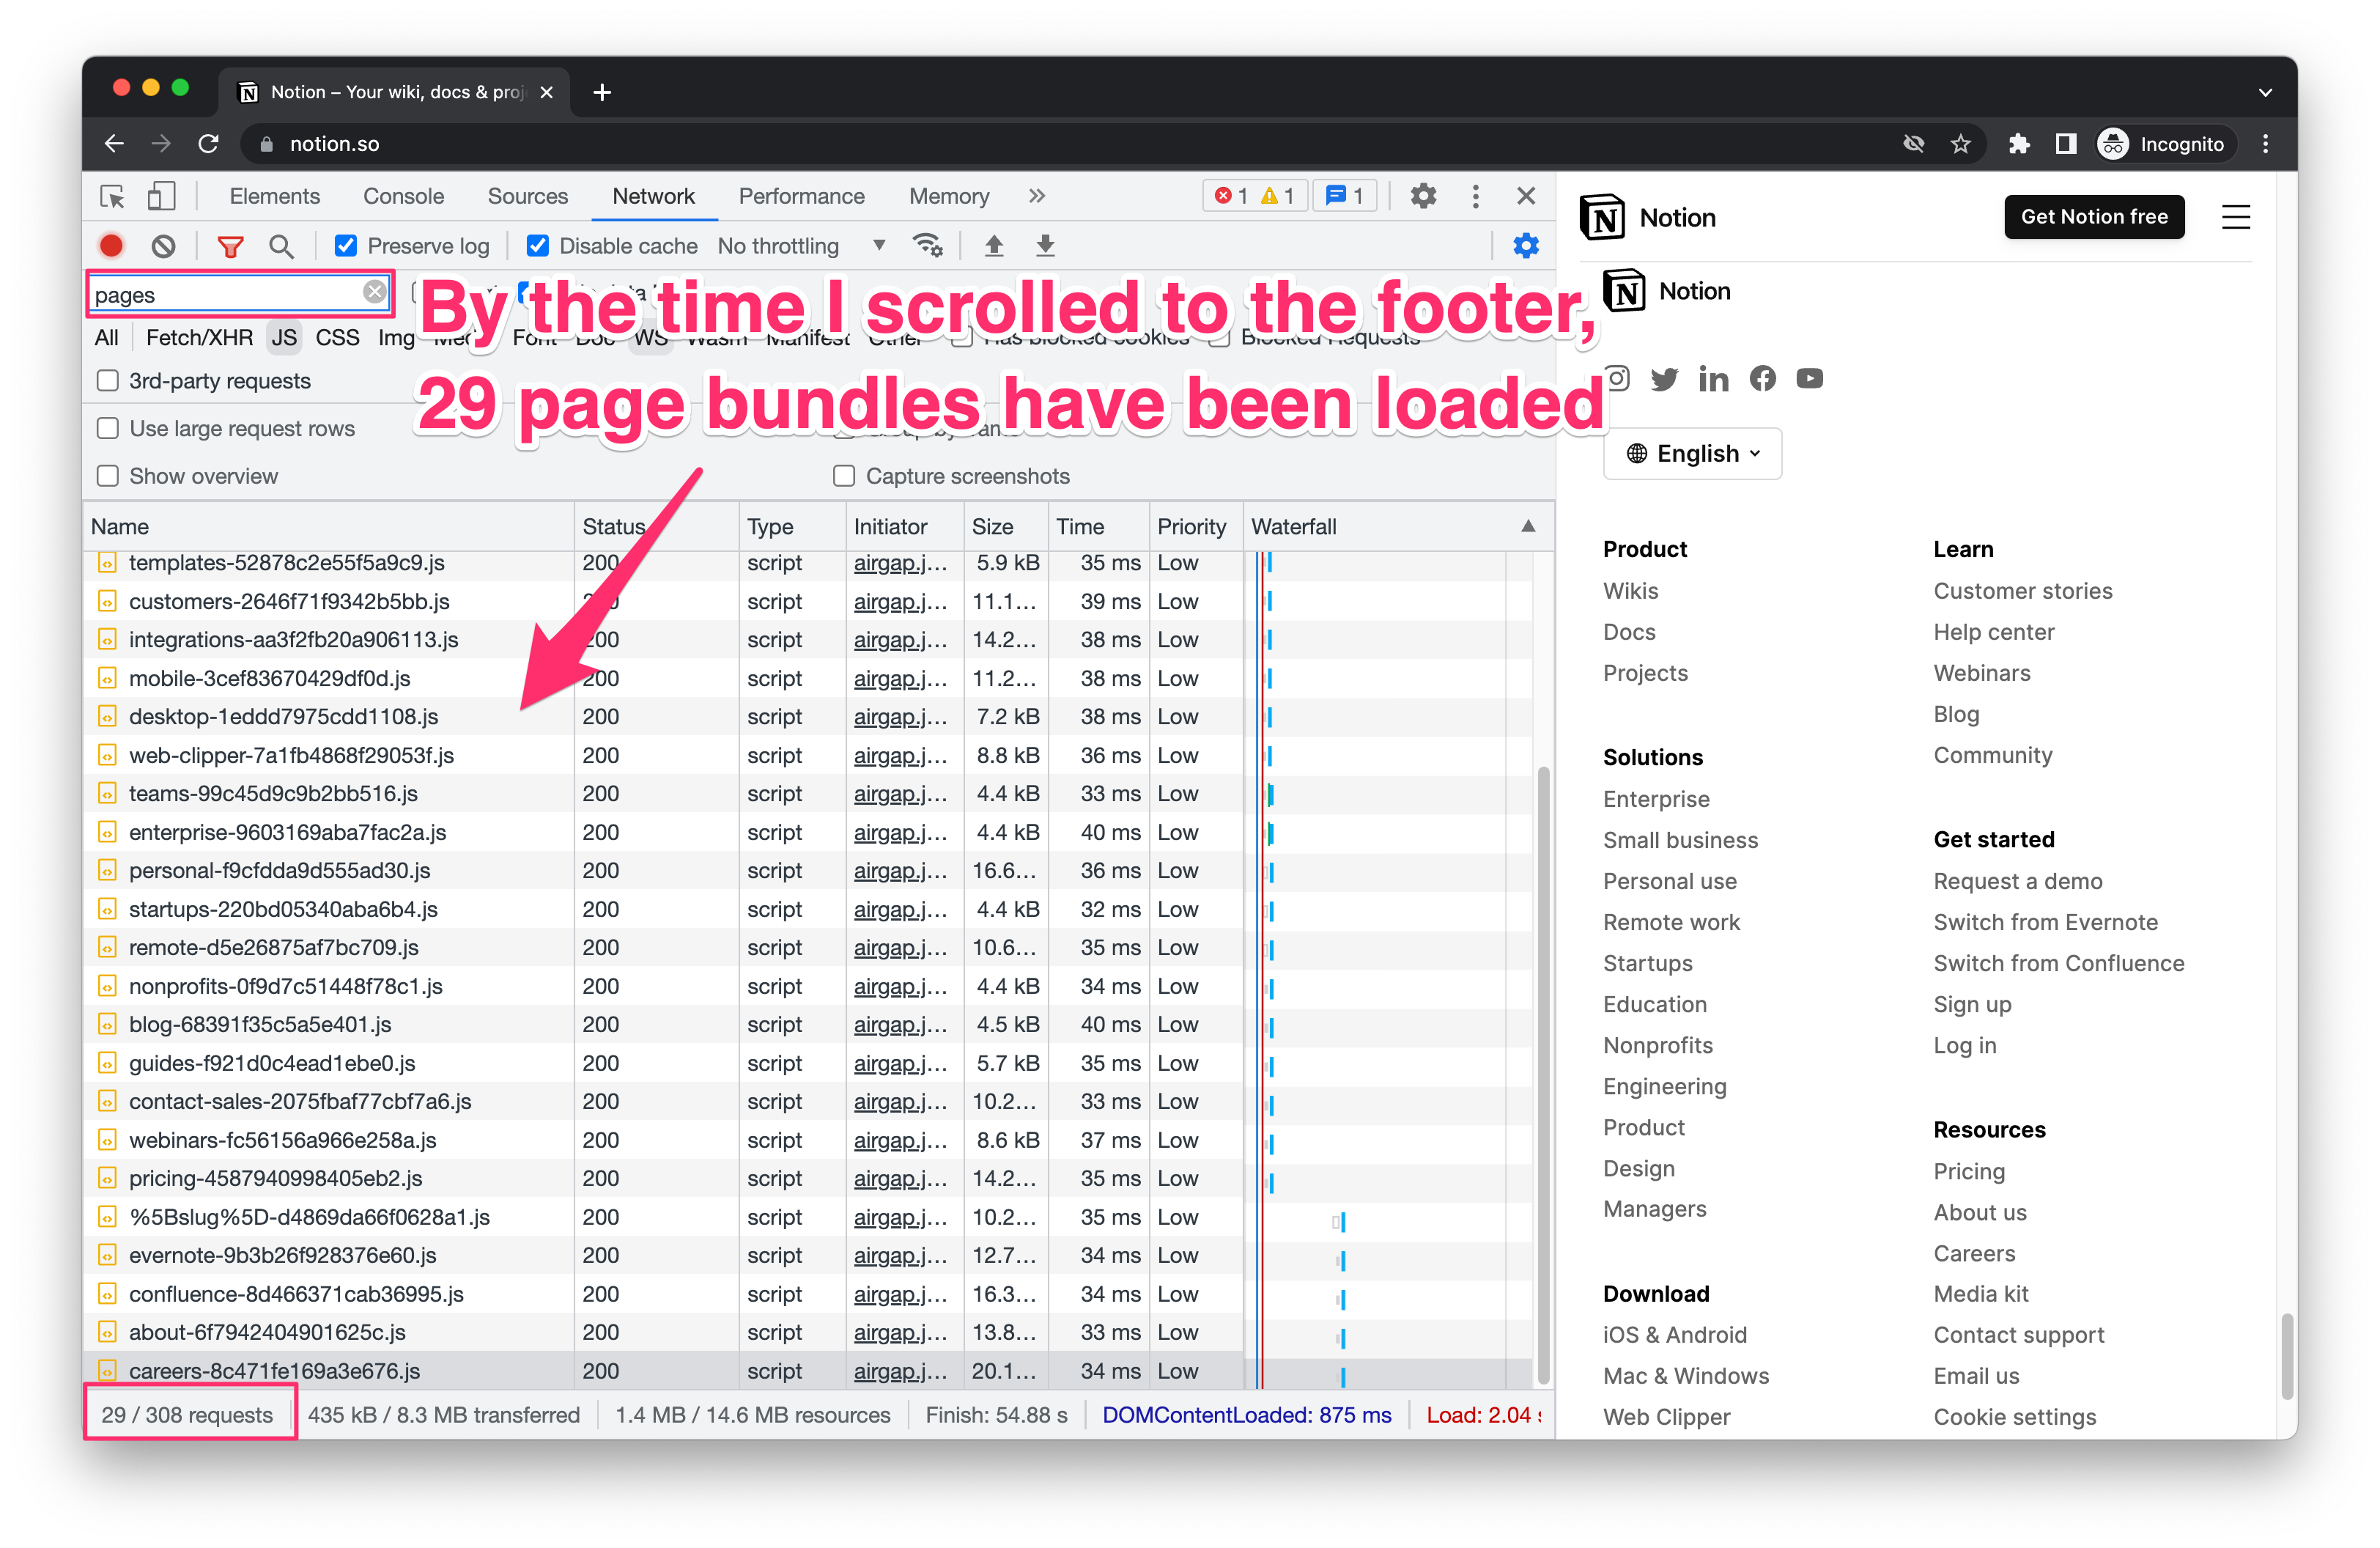 Notion – Your wiki, docs & proj
notion.so
Incognito
Elements Console Sources Network Performance Memory 1 1 1
Preserve log Disable cache No throttling
pages
By the time I scrolled to the footer,
29 page bundles have been loaded
All Fetch/XHR JS CSS Img Font Doc WS Wasm Manifest Other Has blocked cookies Blocked Requests
3rd-party requests
Use large request rows
Show overview Capture screenshots
Name Status Type Initiator Size Time Priority Waterfall
templates-52878c2e55f5a9c9.js 200 script airgap.j… 5.9 kB 35 ms Low
customers-2646f71f9342b5bb.js script airgap.j… 11.1… 39 ms Low
integrations-aa3f2fb20a906113.js 200 script airgap.j… 14.2… 38 ms Low
mobile-3cef83670429df0d.js 200 script airgap.j… 11.2… 38 ms Low
desktop-1eddd7975cdd1108.js 200 script airgap.j… 7.2 kB 38 ms Low
web-clipper-7a1fb4868f29053f.js 200 script airgap.j… 8.8 kB 36 ms Low
teams-99c45d9c9b2bb516.js 200 script airgap.j… 4.4 kB 33 ms Low
enterprise-9603169aba7fac2a.js 200 script airgap.j… 4.4 kB 40 ms Low
personal-f9cfdda9d555ad30.js 200 script airgap.j… 16.6… 36 ms Low
startups-220bd05340aba6b4.js 200 script airgap.j… 4.4 kB 32 ms Low
remote-d5e26875af7bc709.js 200 script airgap.j… 10.6… 35 ms Low
nonprofits-0f9d7c51448f78c1.js 200 script airgap.j… 4.4 kB 34 ms Low
blog-68391f35c5a5e401.js 200 script airgap.j… 4.5 kB 40 ms Low
guides-f921d0c4ead1ebe0.js 200 script airgap.j… 5.7 kB 35 ms Low
contact-sales-2075fbaf77cbf7a6.js 200 script airgap.j… 10.2… 33 ms Low
webinars-fc56156a966e258a.js 200 script airgap.j… 8.6 kB 37 ms Low
pricing-4587940998405eb2.js 200 script airgap.j… 14.2… 35 ms Low
%5Bslug%5D-d4869da66f0628a1.js 200 script airgap.j… 10.2… 35 ms Low
evernote-9b3b26f928376e60.js 200 script airgap.j… 12.7… 34 ms Low
confluence-8d466371cab36995.js 200 script airgap.j… 16.3… 34 ms Low
about-6f7942404901625c.js 200 script airgap.j… 13.8… 33 ms Low
careers-8c471fe169a3e676.js 200 script airgap.j… 20.1… 34 ms Low
29 / 308 requests 435 kB / 8.3 MB transferred 1.4 MB / 14.6 MB resources Finish: 54.88 s DOMContentLoaded: 875 ms Load: 2.04 s
Notion
Get Notion free
Notion
English
Product
Wikis
Docs
Projects
Solutions
Enterprise
Small business
Personal use
Remote work
Startups
Education
Nonprofits
Engineering
Product
Design
Managers
Download
iOS & Android
Mac & Windows
Web Clipper
Learn
Customer stories
Help center
Webinars
Blog
Community
Get started
Request a demo
Switch from Evernote
Switch from Confluence
Sign up
Log in
Resources
Pricing
About us
Careers
Media kit
Contact support
Email us
Cookie settings